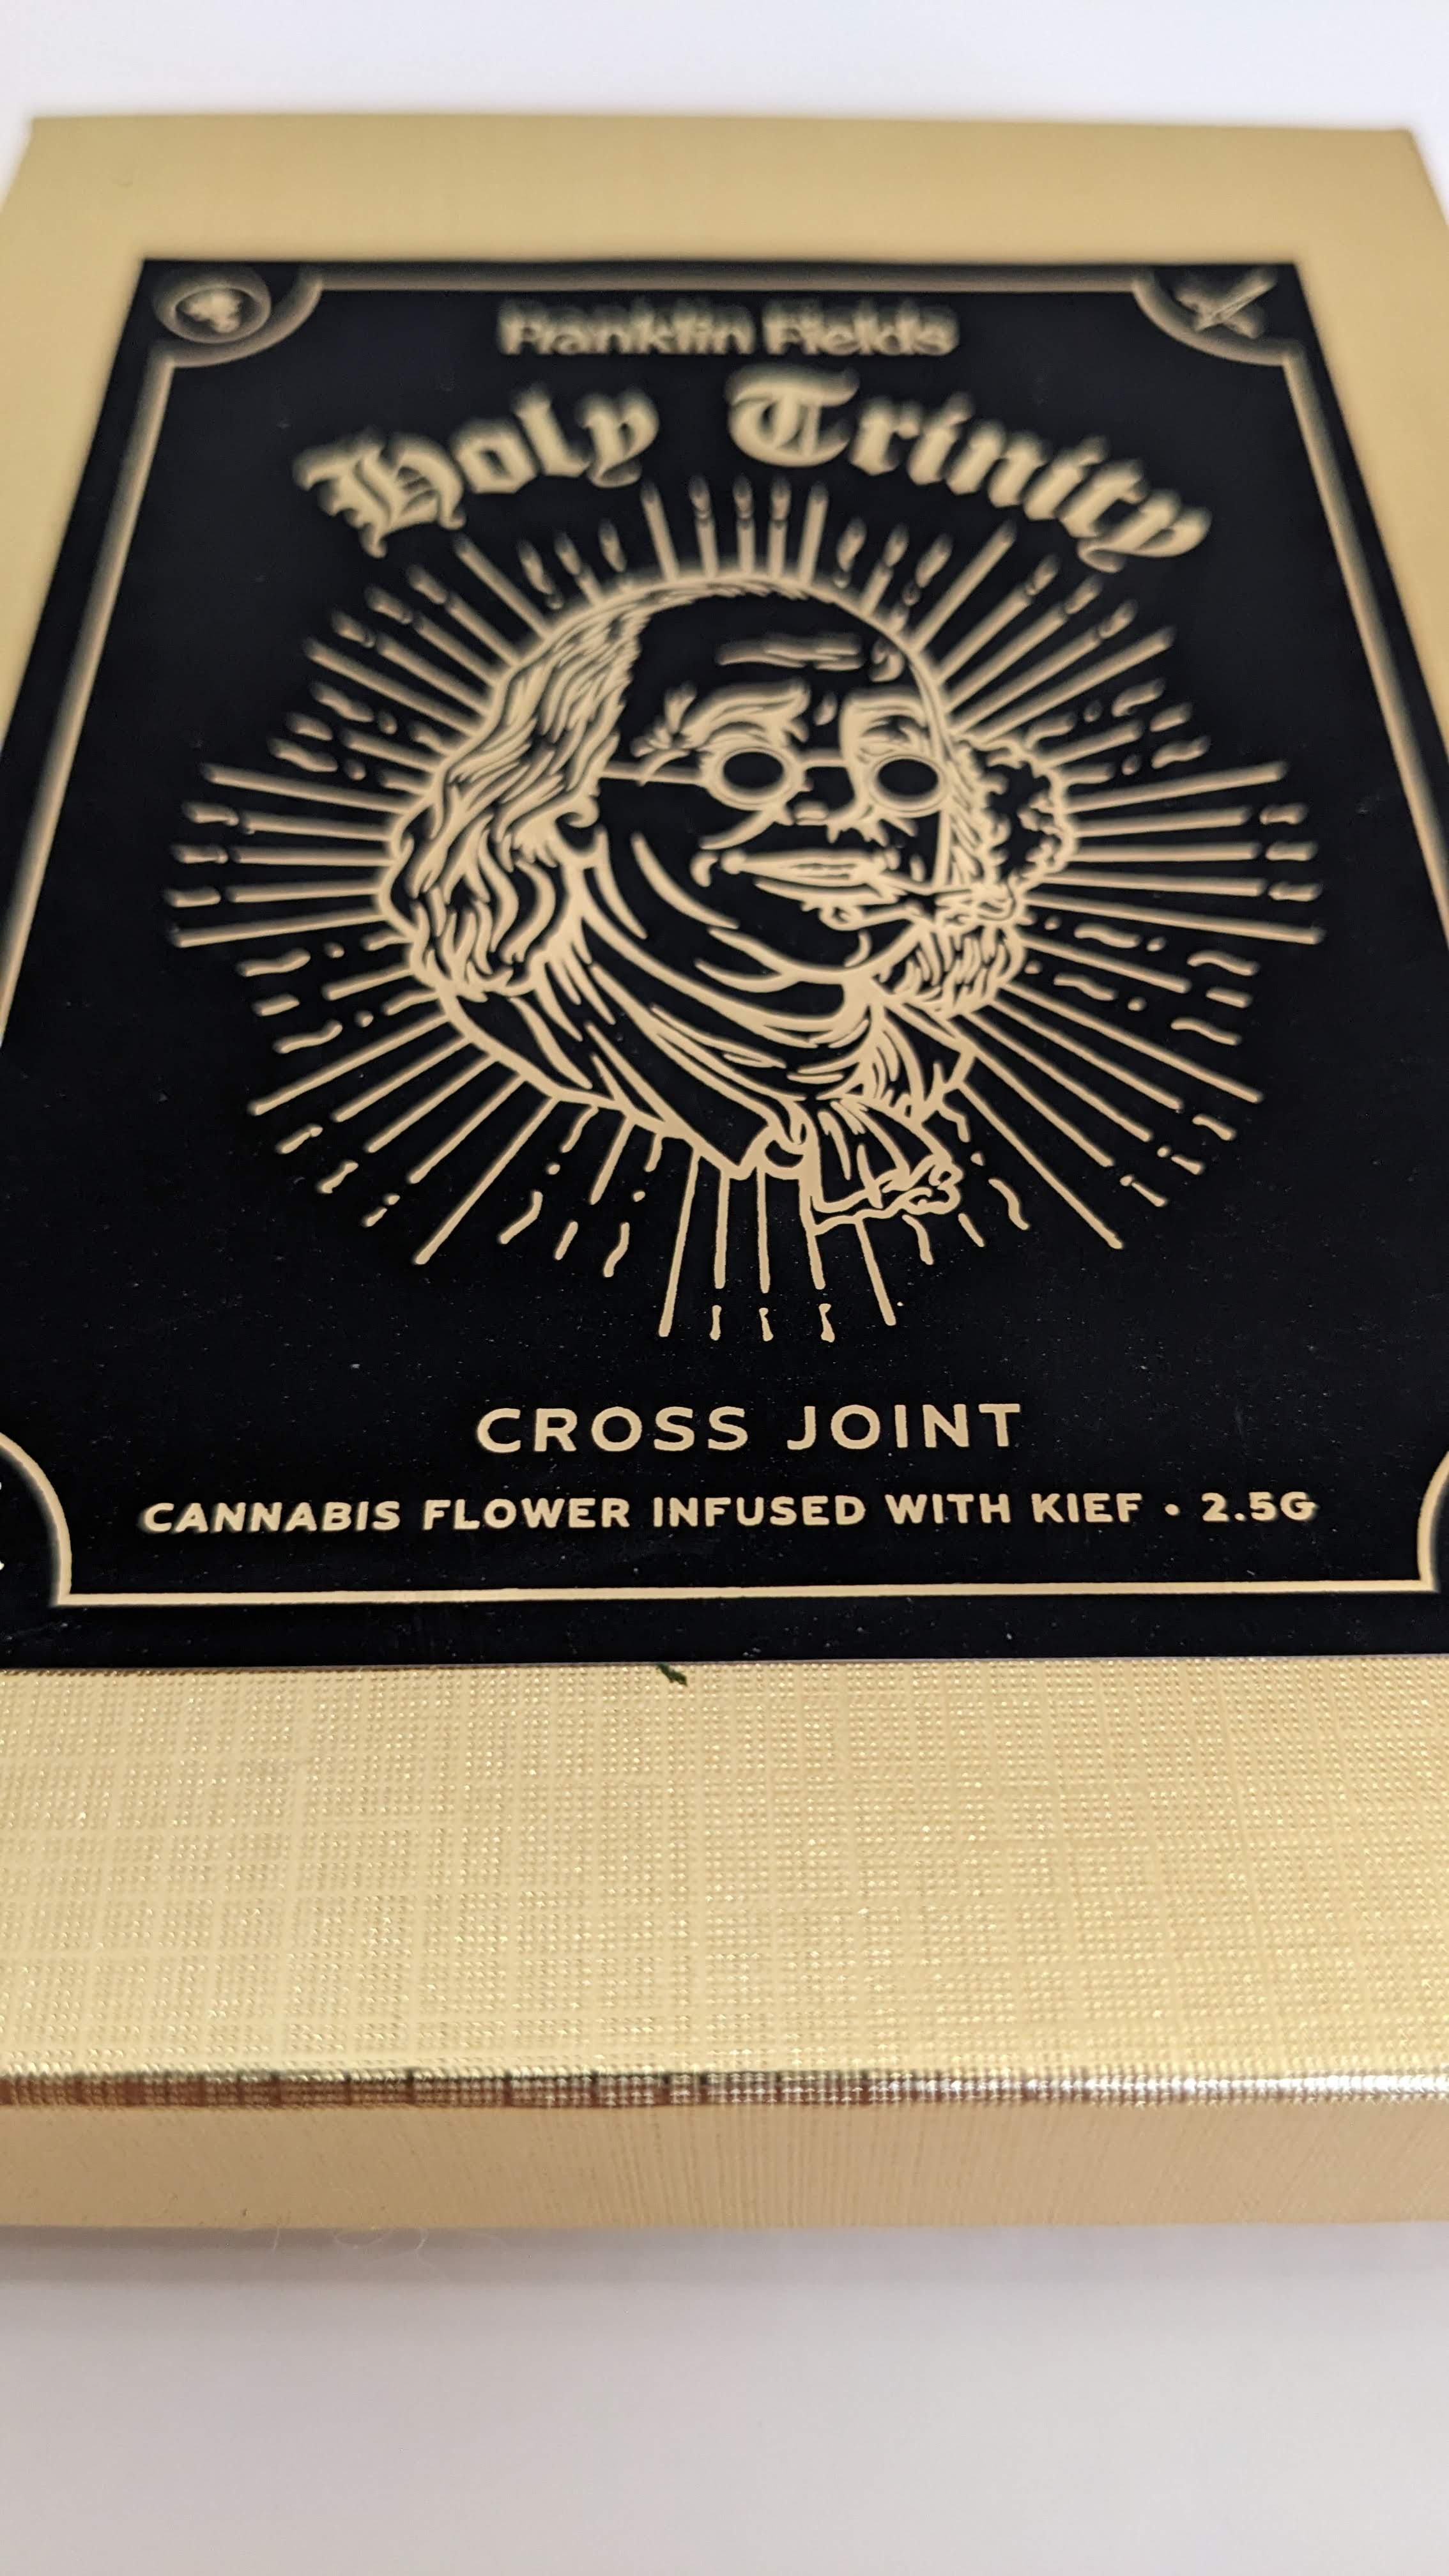 Franklin Fields
Holy Trinity
CROSS JOINT
CANNABIS FLOWER INFUSED WITH KIEF • 2.5G